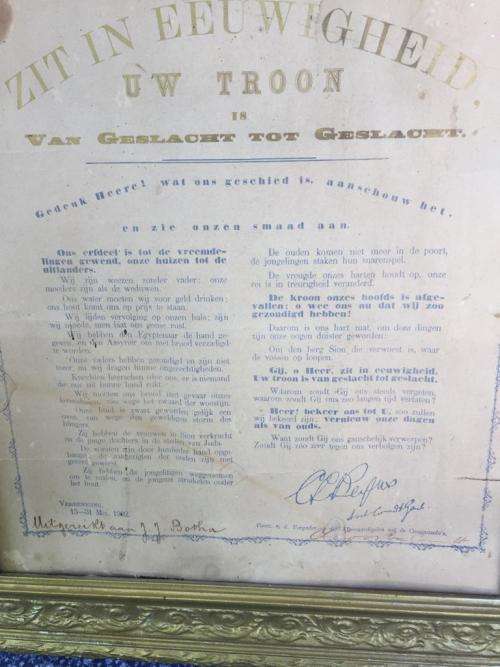 ZIT IN EEUWIGHEID,
UW TROON
IS
VAN GESLACHT TOT GESLACHT.
Gedenk Heere! wat ons geschied is, aanschouw het,
en zie onzen smaad aan.
Ons erfdeel is tot de vreemde-
lingen gewend, onze huizen tot de
uitlanders.
Wij zijn weezen zonder vader; onze
moeders zijn als de weduwen.
Ons water moeten wij voor geld drinken;
ons hout komt ons op prijs te staan.
Wij lijden vervolging op onzen hals; zijn
wij moede, men laat ons geene rust.
Wij hebben den Egyptenaar de hand ge-
geven, en den Assyrier om met brood verzadigd
te worden.
Onze vaders hebben gezondigd en zijn niet
meer, en wij dragen hunne ongerechtigheden.
Knechten heerschen over ons; er is niemand
die ons uit hunne hand rukt.
Wij moeten ons brood met gevaar onzes
levens halen, van wege het zwaard der woestijn.
Onze huid is zwart geworden gelijk een
oven, van wege den geweldigen storm des
hongers.
Zij hebben de vrouwen te Sion verkracht
en de jonge dochters in de steden van Juda.
De vorsten zijn door hunlieder hand opge-
hangen; de aangezigten der ouden zijn niet
geëerd geweest.
Zij hebben de jongelingen weggenomen
om te malen, en de jongens struikelen onder
het hout.
De ouden komen niet meer in de poort,
de jongelingen staken hun snarenspel.
De vreugde onzes harten houdt op, onze
rei is in treurigheid veranderd.
De kroon onzes hoofds is afge-
vallen: o wee ons nu dat wij zoo
gezondigd hebben!
Daarom is ons hart mat, om deze dingen
zijn onze oogen duister geworden:
Om den berg Sion die verwoest is, waar
de vossen op loopen.
Gij, o Heer, zit in eeuwigheid,
Uw troon is van geslacht tot geslacht.
Waarom zoudt Gij ons steeds vergeten,
waarom zoudt Gij ons zoo langen tijd verlaten?
Heer! bekeer ons tot U, zoo zullen
wij bekeerd zijn; vernieuw onze dagen
als van ouds.
Want zoudt Gij ons ganschelijk verwerpen?
Zoudt Gij zoo zeer tegen ons verbolgen zijn?
VEREENIGING,
15—31 Mei 1902.
Uitgereikt aan J J Botha